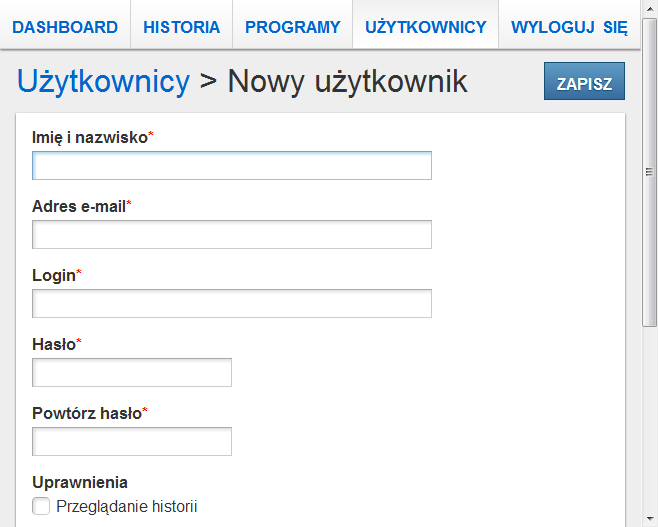 DASHBOARD HISTORIA PROGRAMY UŻYTKOWNICY WYLOGUJ SIĘ
Użytkownicy > Nowy użytkownik ZAPISZ
Imię i nazwisko*
Adres e-mail*
Login*
Hasło*
Powtórz hasło*
Uprawnienia
Przeglądanie historii